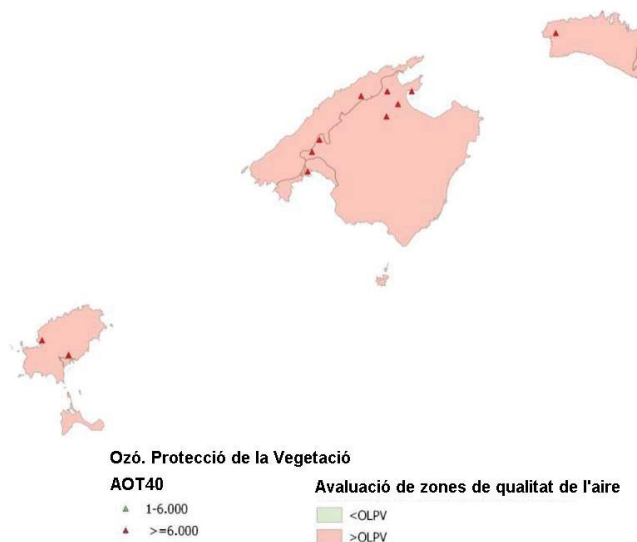 Ozó. Protecció de la Vegetació
AOT40
1-6.000
>=6.000
Avaluació de zones de qualitat de l'aire
<OLPV
>OLPV